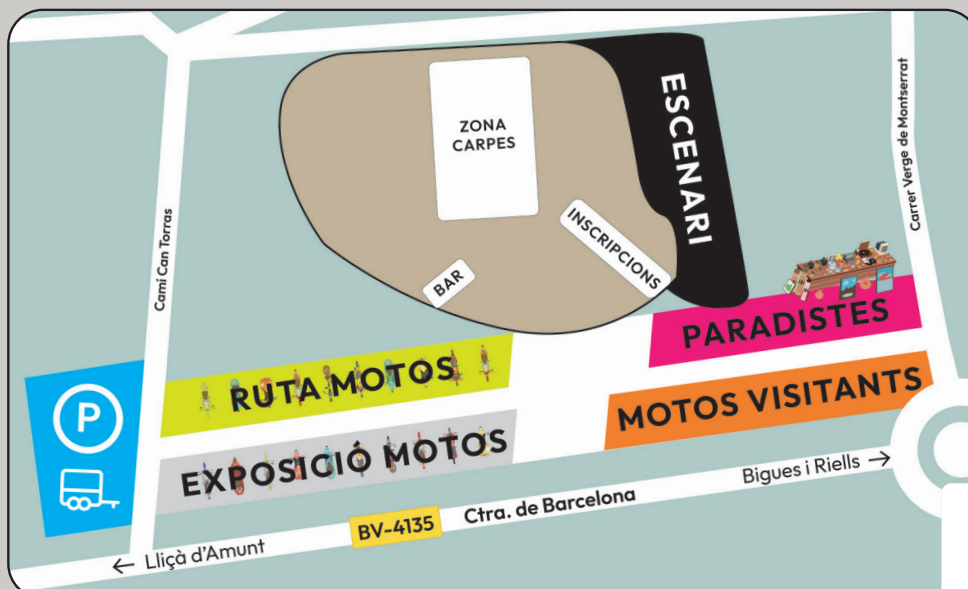 ZONA
CARPES
ESCENARI
Carrer Verge de Montserrat
Camí Can Torras
INSCRIPCIONS
BAR
PARADISTES
RUTA MOTOS
MOTOS VISITANTS
P
EXPOSICIÓ MOTOS
Bigues i Riells →
Ctra. de Barcelona
BV-4135
← Lliçà d'Amunt